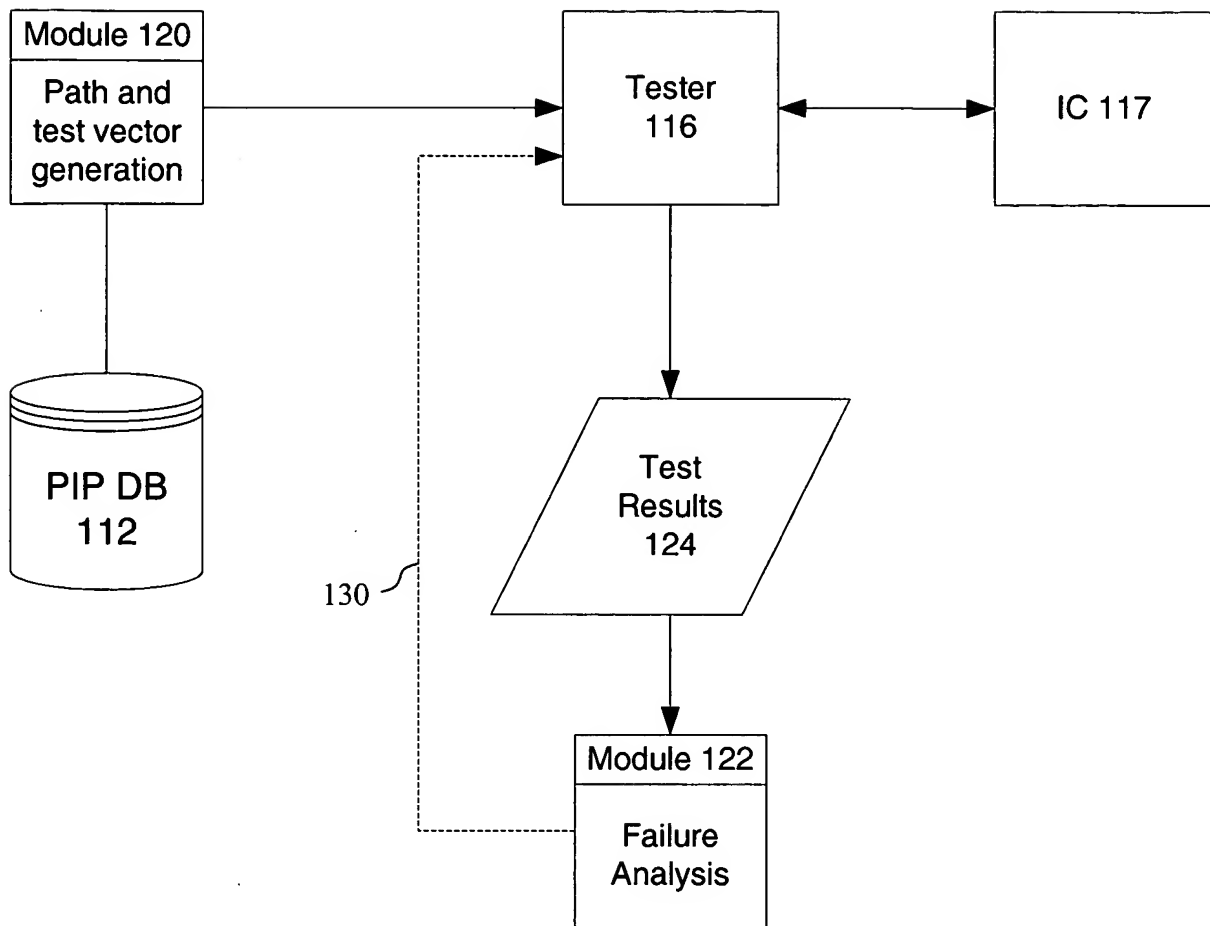 Module 120
Path and
test vector
generation
Tester
116
IC 117
PIP DB
112
Test
Results
124
130
Module 122
Failure
Analysis